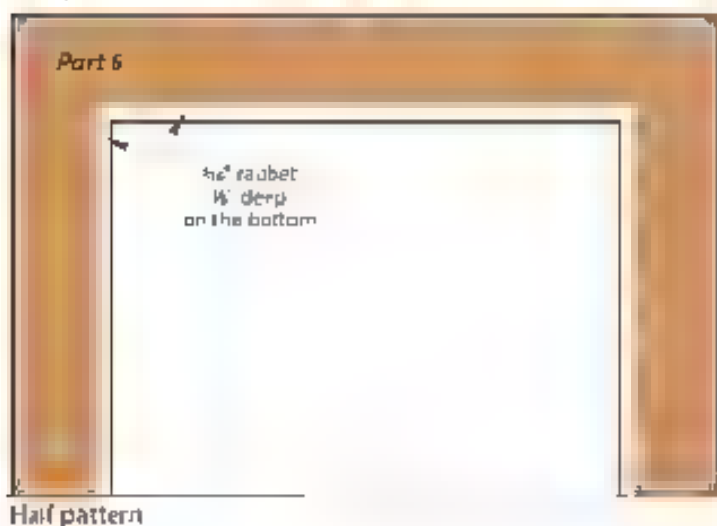 Part 6
rabbet
deep
on the bottom
Half pattern